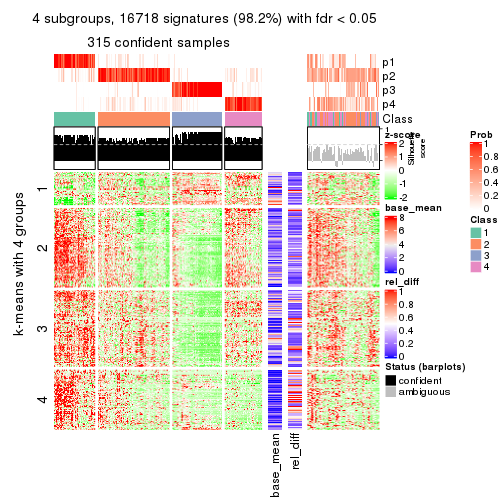 4 subgroups, 16718 signatures (98.2%) with fdr < 0.05
315 confident samples
p1
p2
p3
p4
Class
1
Silhouette
score
k-means with 4 groups
1
2
3
4
base_mean
rel_diff
z-score
2
1
0
-1
-2
base_mean
8
6
4
2
0
rel_diff
1
0.8
0.6
0.4
0.2
0
Status (barplots)
confident
ambiguous
Prob
1
0.8
0.6
0.4
0.2
0
Class
1
2
3
4